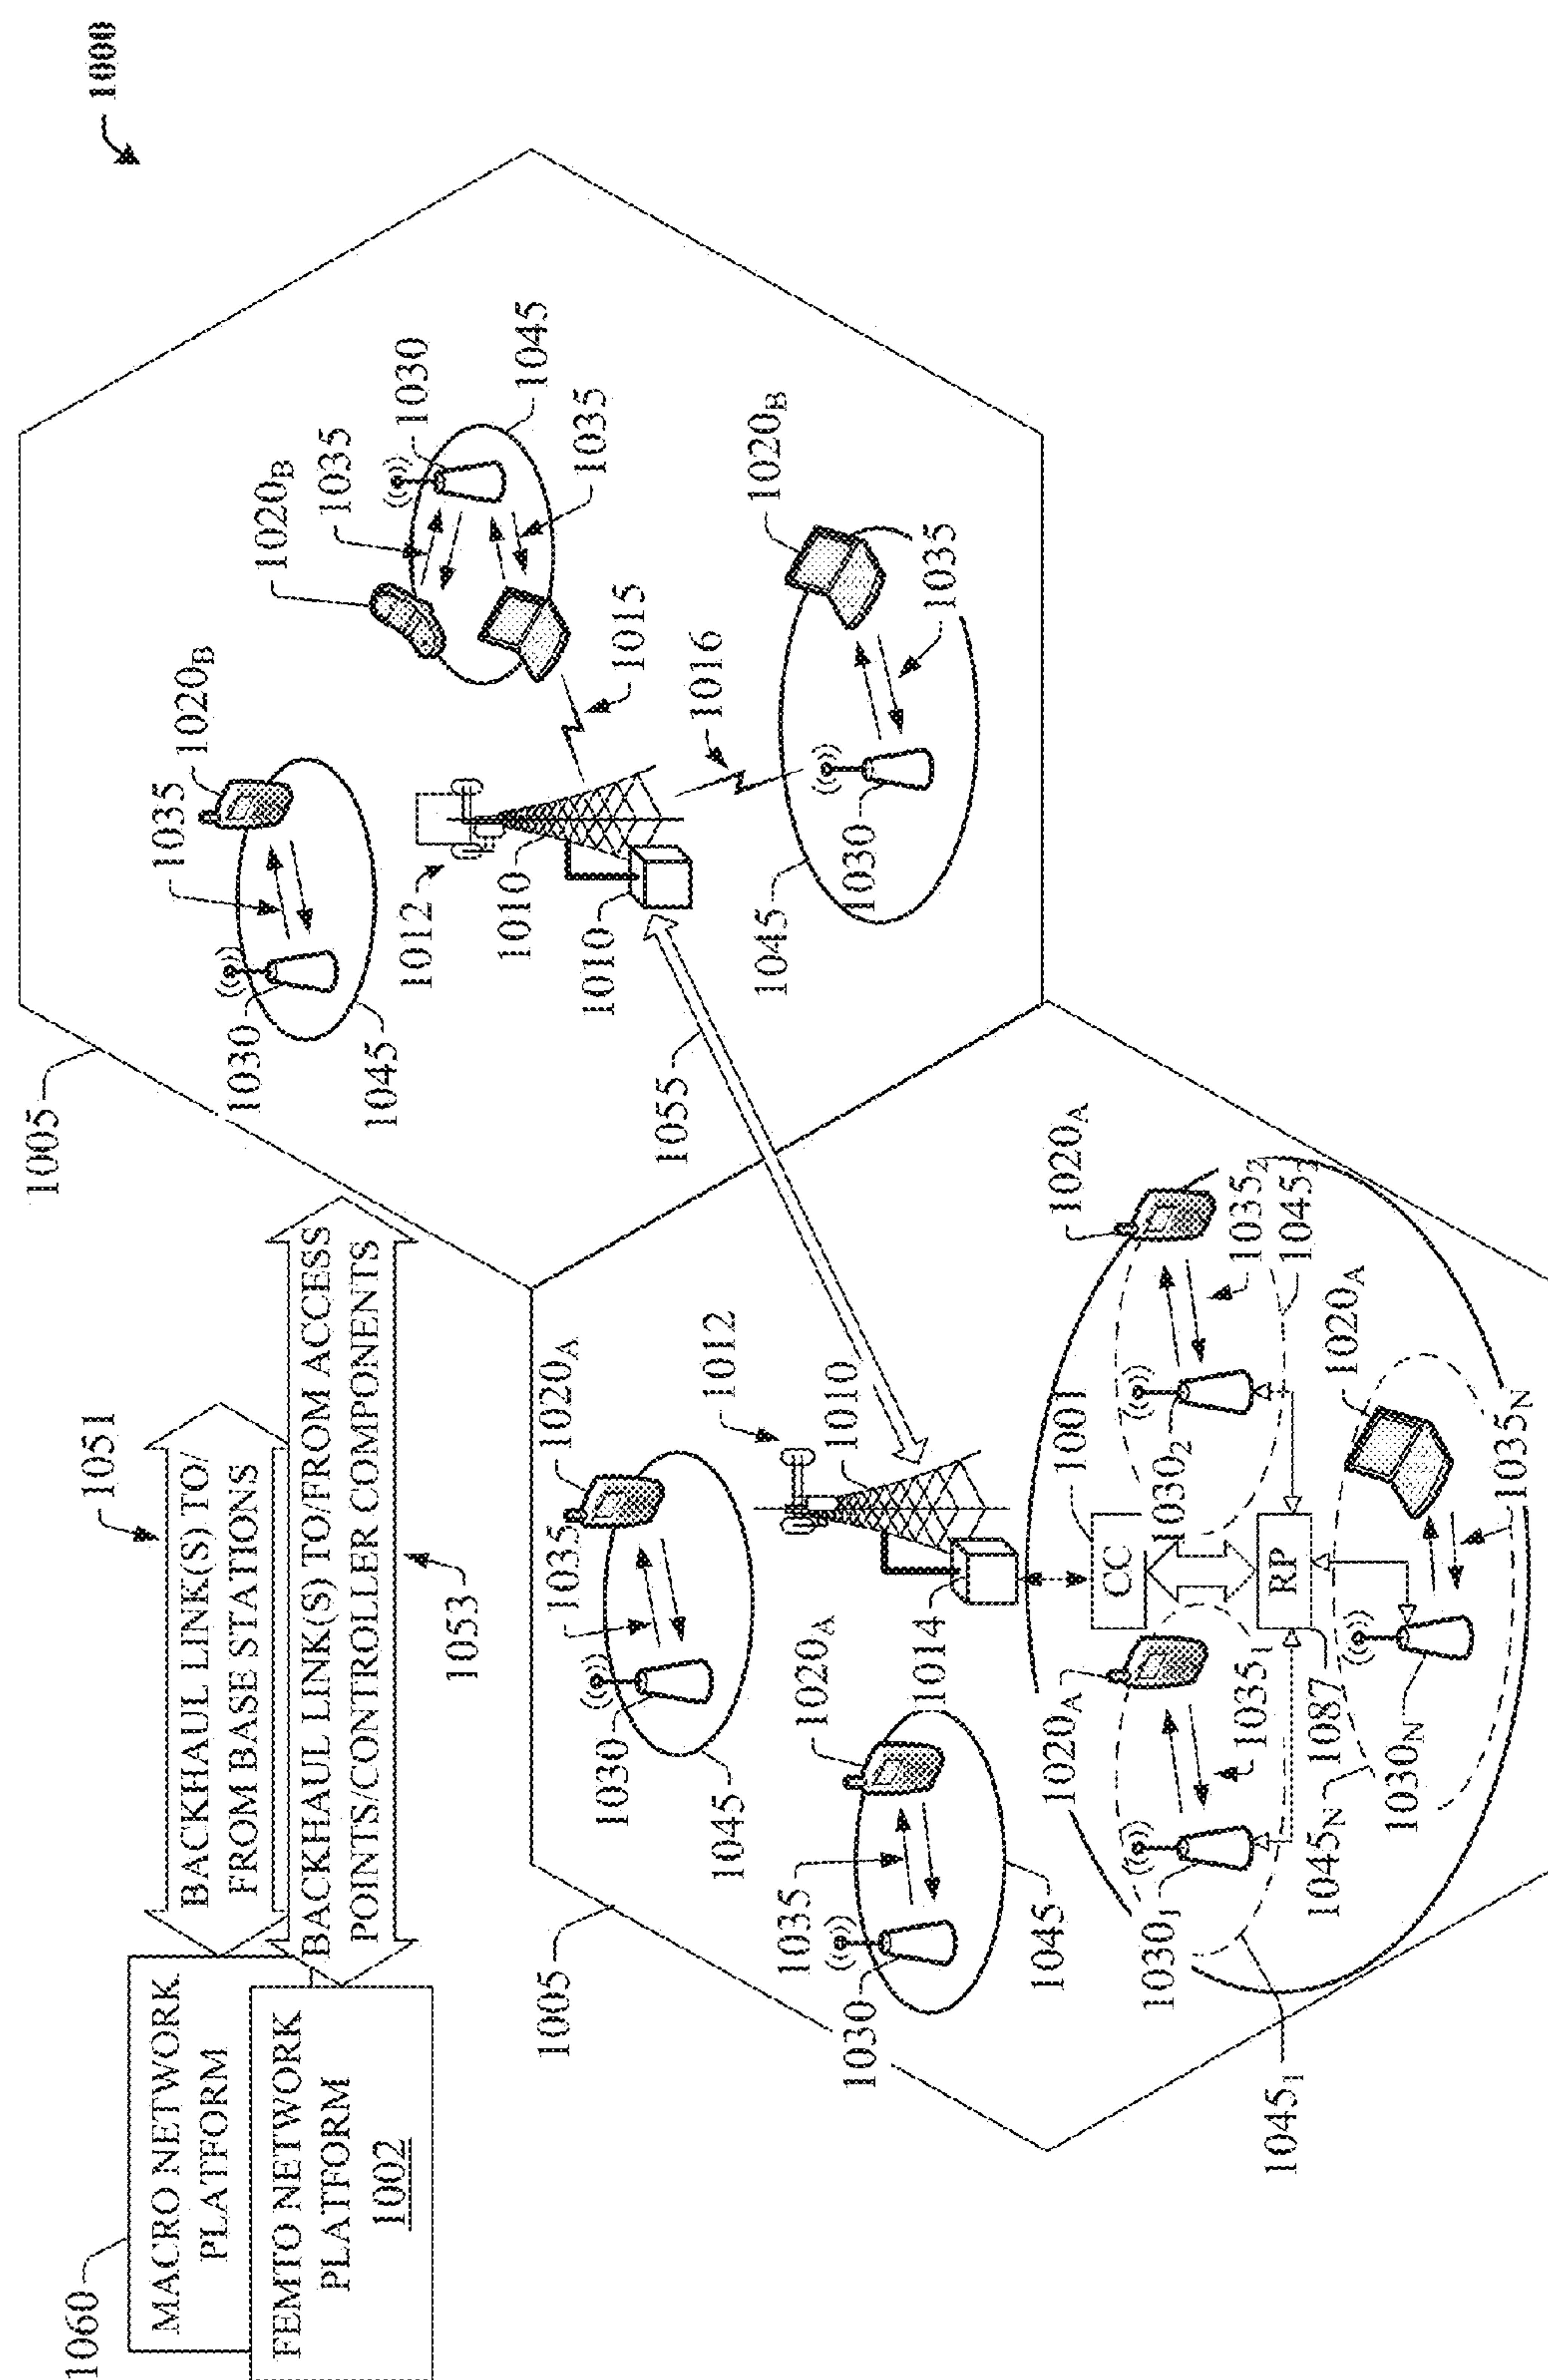 1000
1060
MACRO NETWORK
PLATFORM
FEMTO NETWORK
PLATFORM
1002
1051
BACKHAUL LINK(S) TO/
FROM BASE STATIONS
BACKHAUL LINK(S) TO/FROM ACCESS
POINTS/CONTROLLER COMPONENTS
1053
1005
1030
1035
1020B
1045
1012
1010
1010
1020B
1035
1030
1045
1035
1015
1016
1020B
1035
1030
1045
1055
1005
1030
1035
1020A
1045
1012
1010
1014
1020A
1035
1030
1045
1001
CC
RP
1087
1020A
1035₁
1030₁
1045₁
1020A
1035₂
1045₂
1030₂
1020A
1035N
1030N
1045N